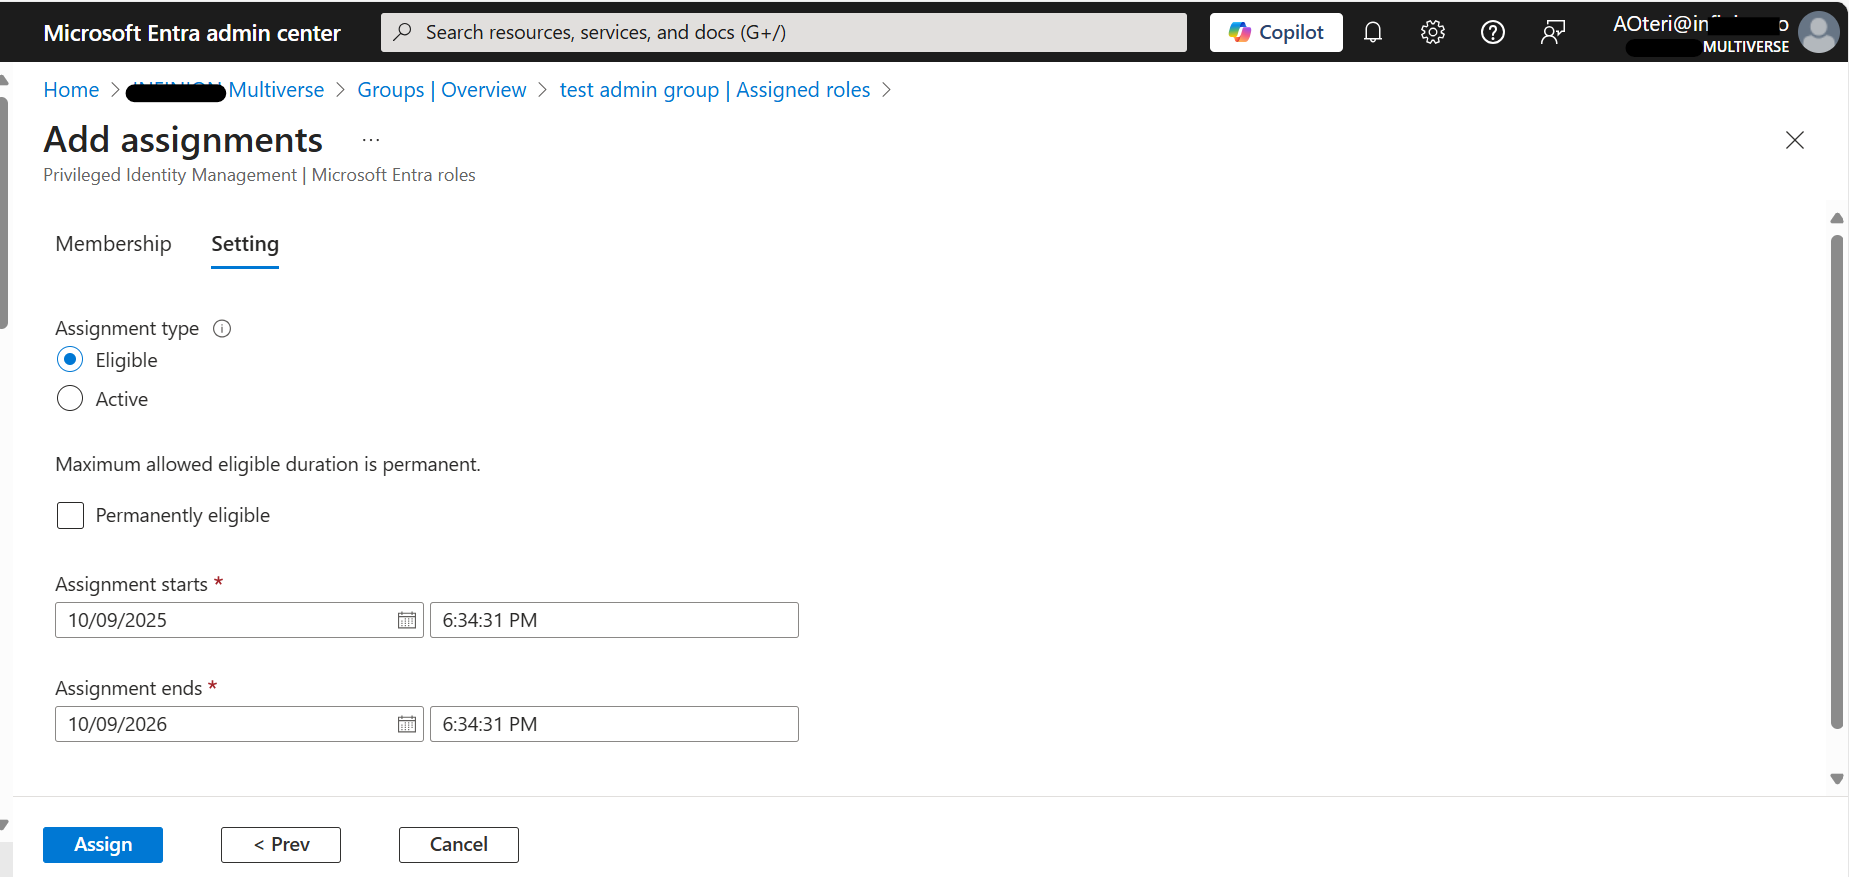 Microsoft Entra admin center
Search resources, services, and docs (G+/)
Copilot
AOteri@in
MULTIVERSE
Home > Multiverse > Groups | Overview > test admin group | Assigned roles >
Add assignments ...
Privileged Identity Management | Microsoft Entra roles
Membership Setting
Assignment type
Eligible
Active
Maximum allowed eligible duration is permanent.
Permanently eligible
Assignment starts *
10/09/2025 6:34:31 PM
Assignment ends *
10/09/2026 6:34:31 PM
Assign < Prev Cancel